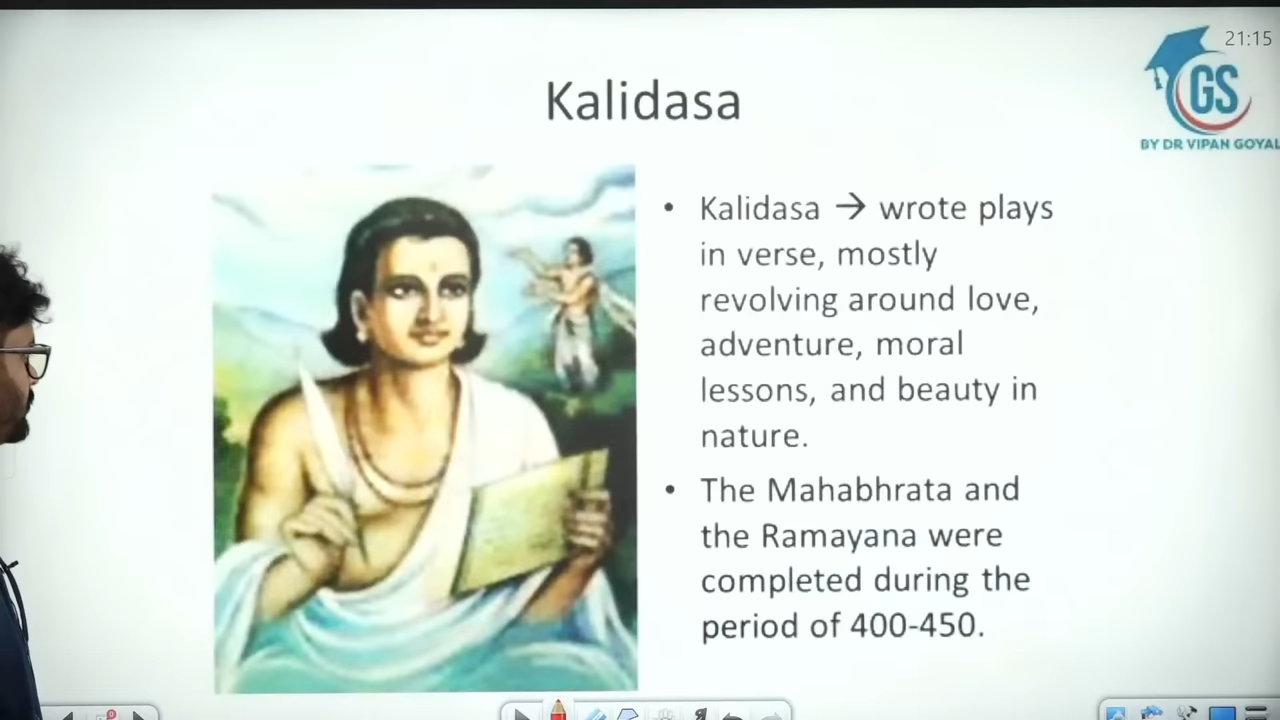 21:15
GS
BY DR VIPAN GOYAL
Kalidasa
• Kalidasa → wrote plays
in verse, mostly
revolving around love,
adventure, moral
lessons, and beauty in
nature.
• The Mahabhrata and
the Ramayana were
completed during the
period of 400-450.